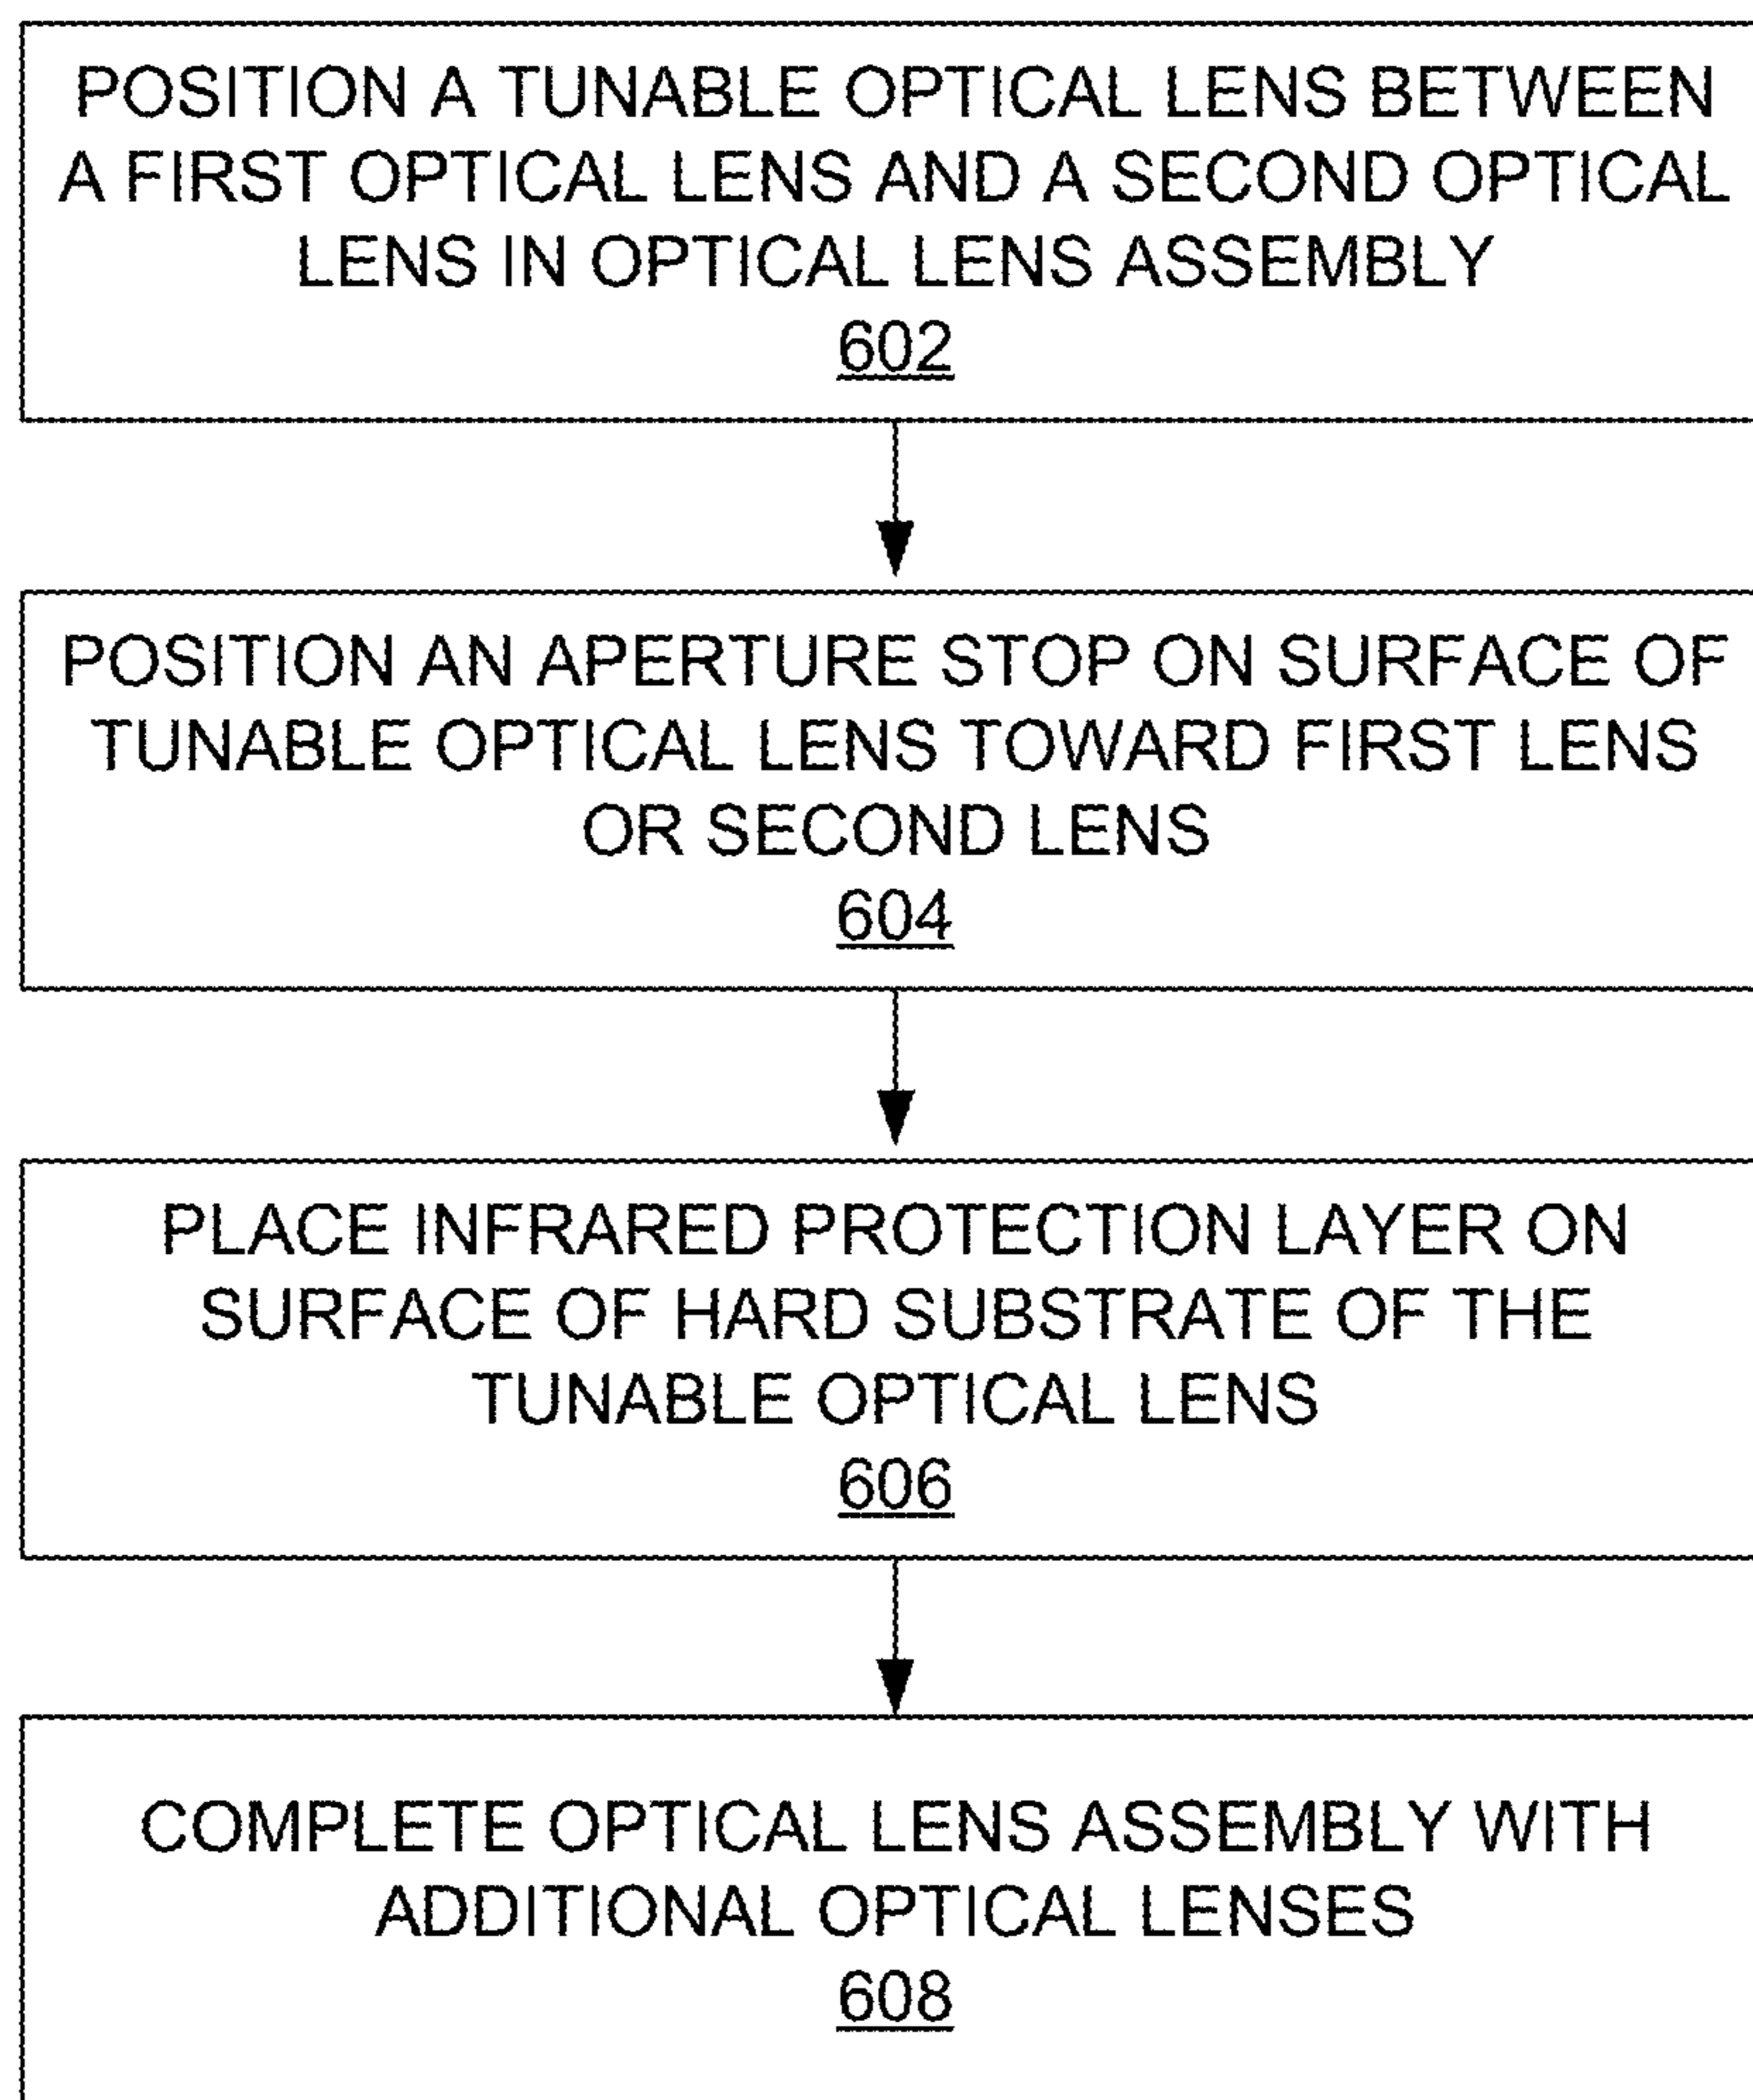 POSITION A TUNABLE OPTICAL LENS BETWEEN
A FIRST OPTICAL LENS AND A SECOND OPTICAL
LENS IN OPTICAL LENS ASSEMBLY
602
POSITION AN APERTURE STOP ON SURFACE OF
TUNABLE OPTICAL LENS TOWARD FIRST LENS
OR SECOND LENS
604
PLACE INFRARED PROTECTION LAYER ON
SURFACE OF HARD SUBSTRATE OF THE
TUNABLE OPTICAL LENS
606
COMPLETE OPTICAL LENS ASSEMBLY WITH
ADDITIONAL OPTICAL LENSES
608